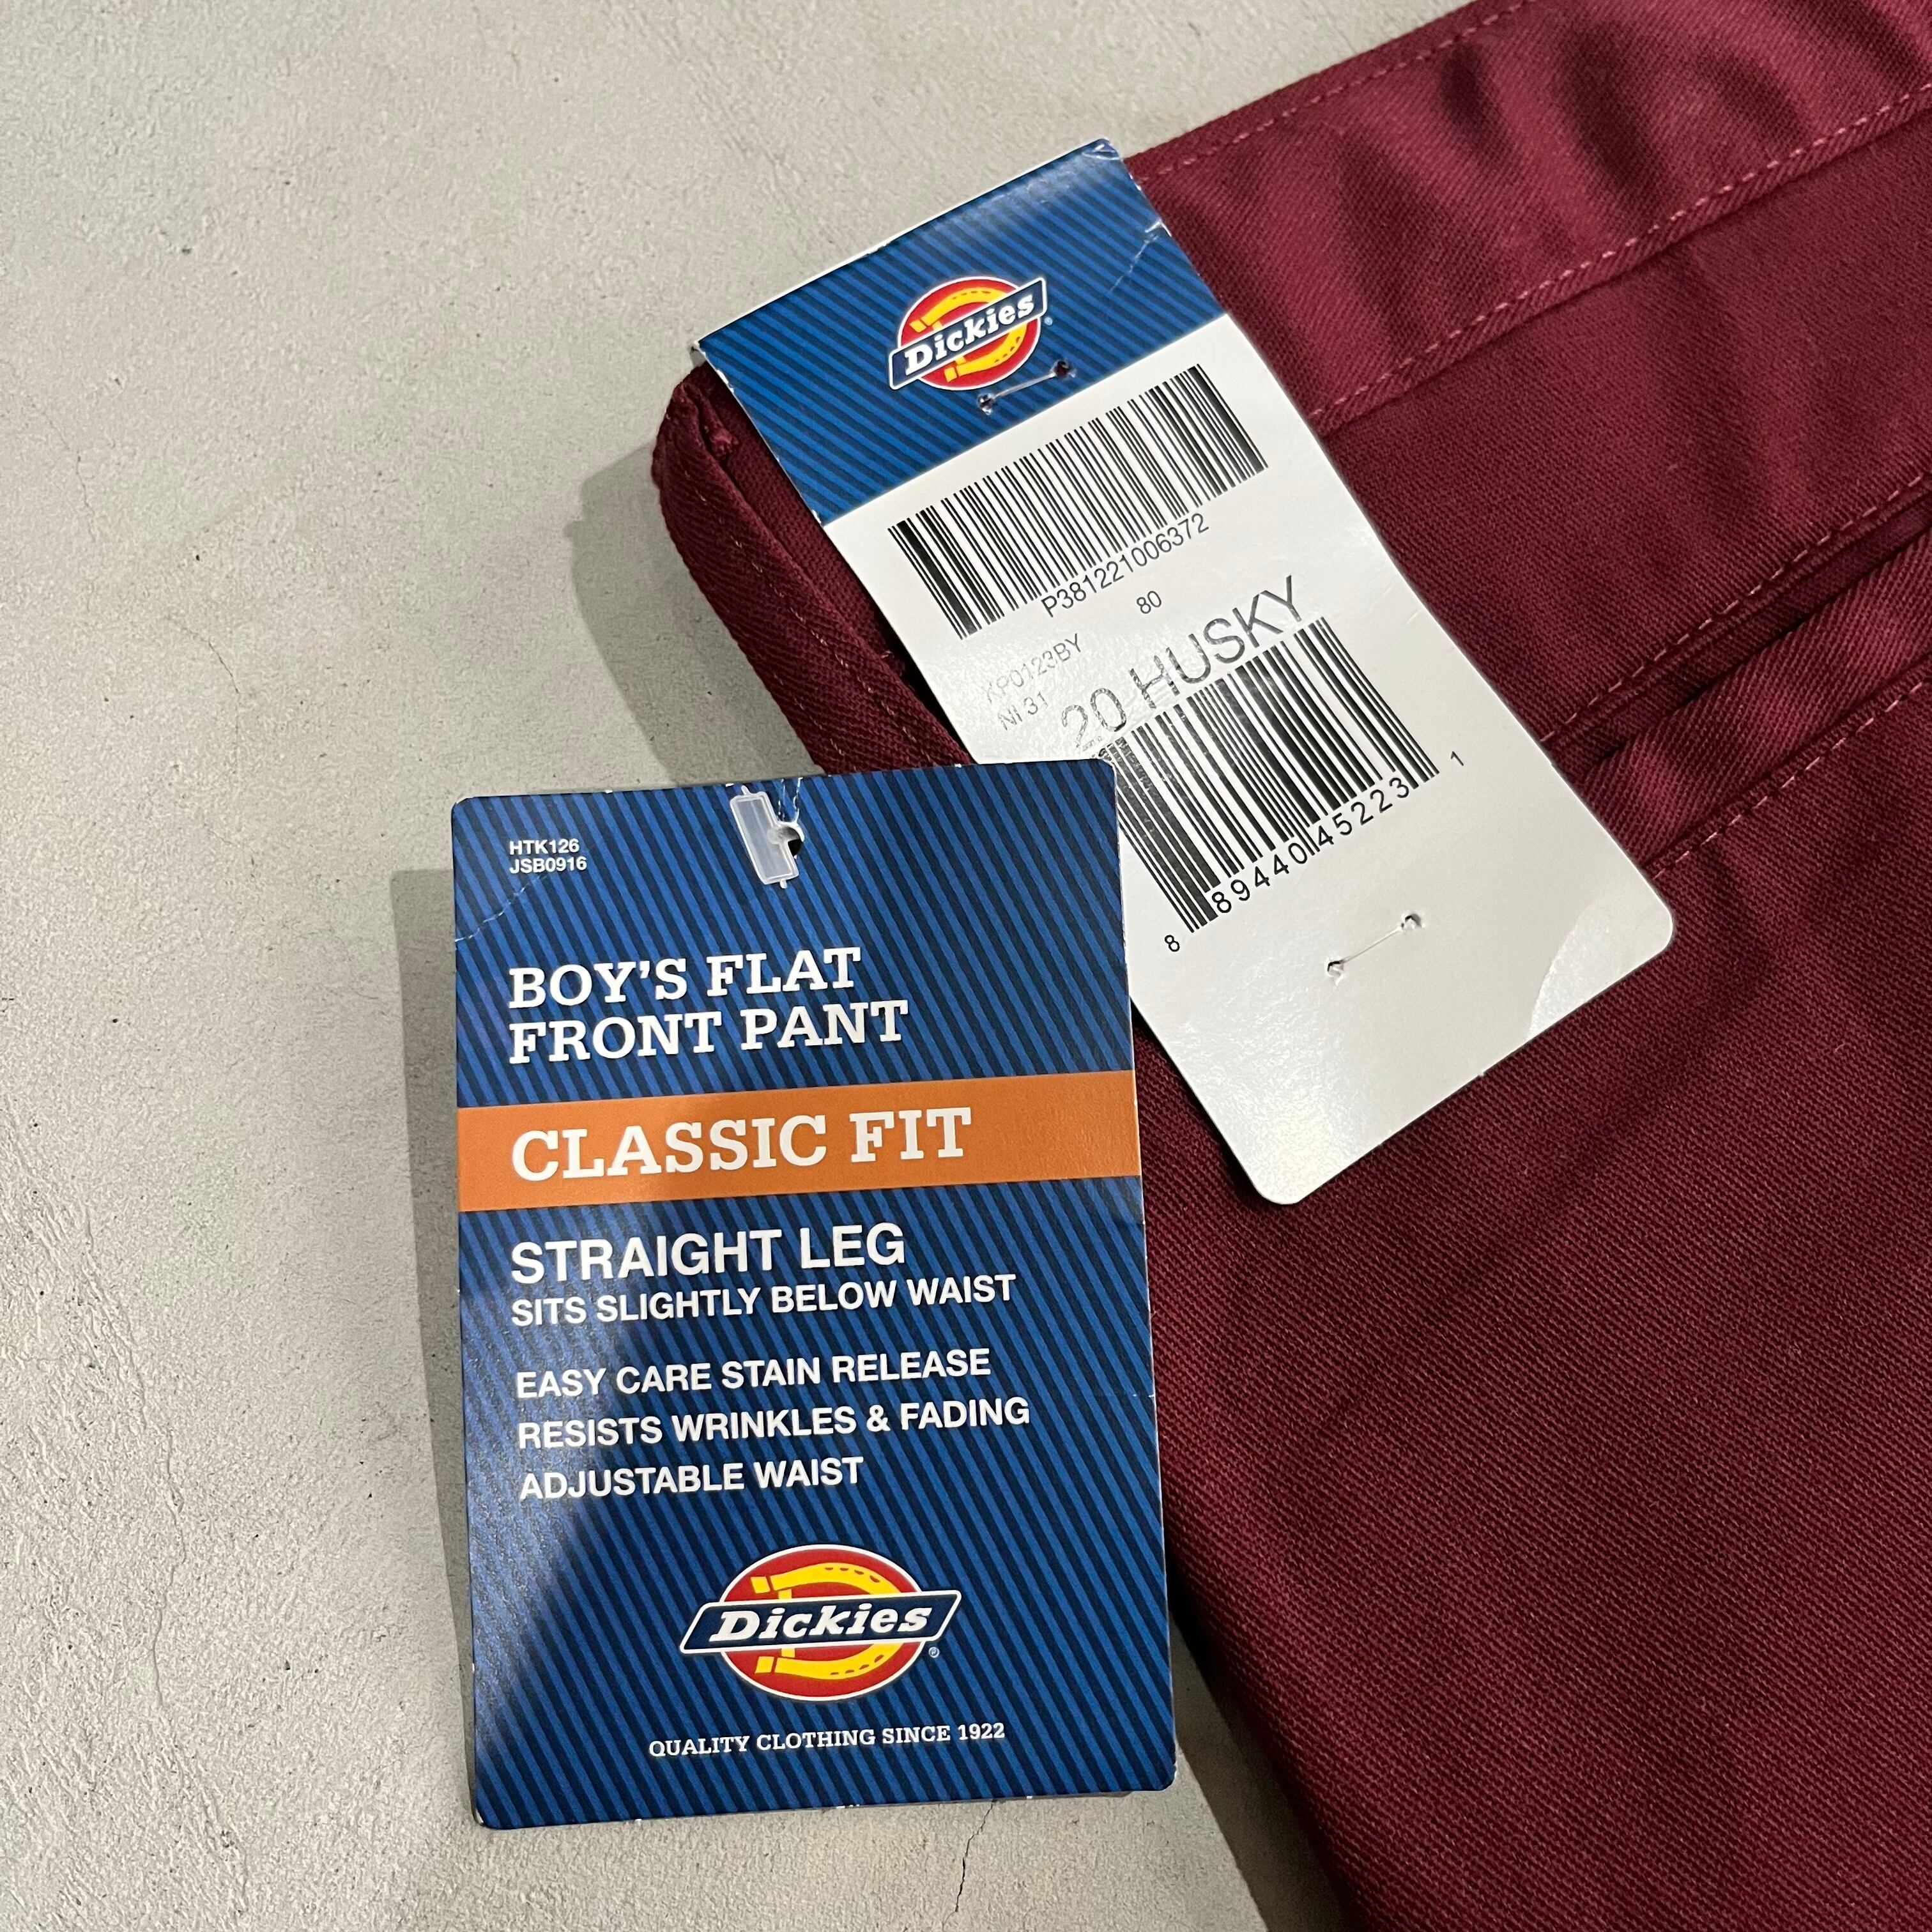 Dickies
P381221006372
80
KP0123BY
NI 31
20 HUSKY
8 89440 45223 1
HTK126
JSB0916
BOY'S FLAT
FRONT PANT
CLASSIC FIT
STRAIGHT LEG
SITS SLIGHTLY BELOW WAIST
EASY CARE STAIN RELEASE
RESISTS WRINKLES & FADING
ADJUSTABLE WAIST
Dickies®
QUALITY CLOTHING SINCE 1922